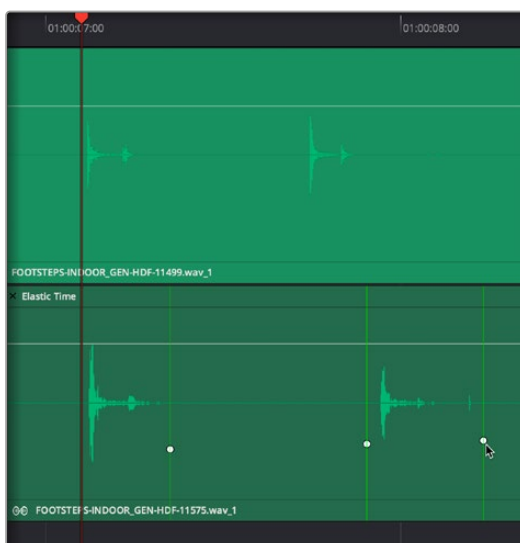 01:00:07:00
01:00:08:00
FOOTSTEPS-INDOOR_GEN-HDF-11499.wav_1
× Elastic Time
FOOTSTEPS-INDOOR_GEN-HDF-11575.wav_1